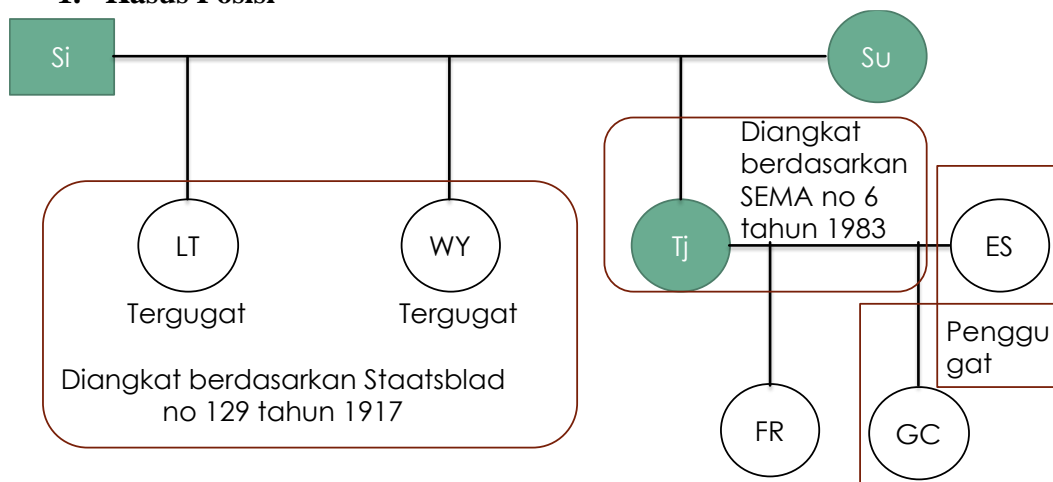 1. Kasus Posisi
Si
Su
Diangkat
berdasarkan
SEMA no 6
tahun 1983
LT
WY
Tj
ES
Tergugat
Tergugat
Penggu
gat
Diangkat berdasarkan Staatsblad
no 129 tahun 1917
FR
GC